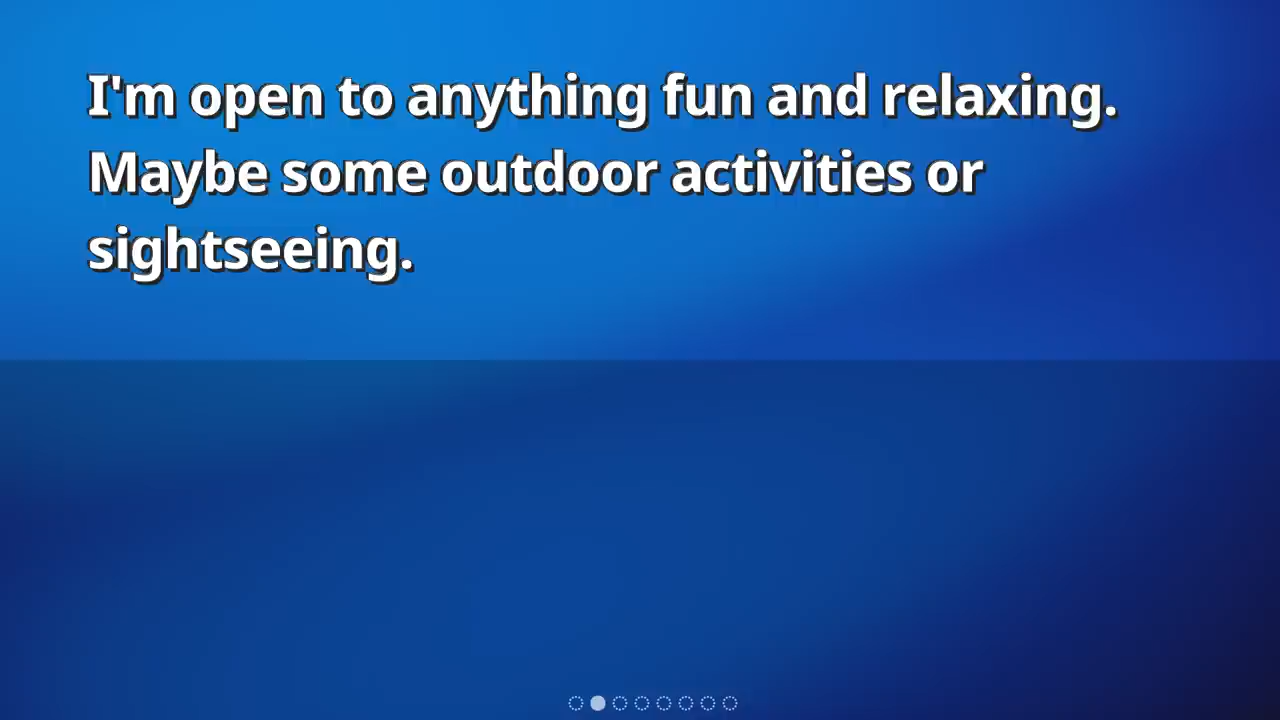 I'm open to anything fun and relaxing.
Maybe some outdoor activities or
sightseeing.